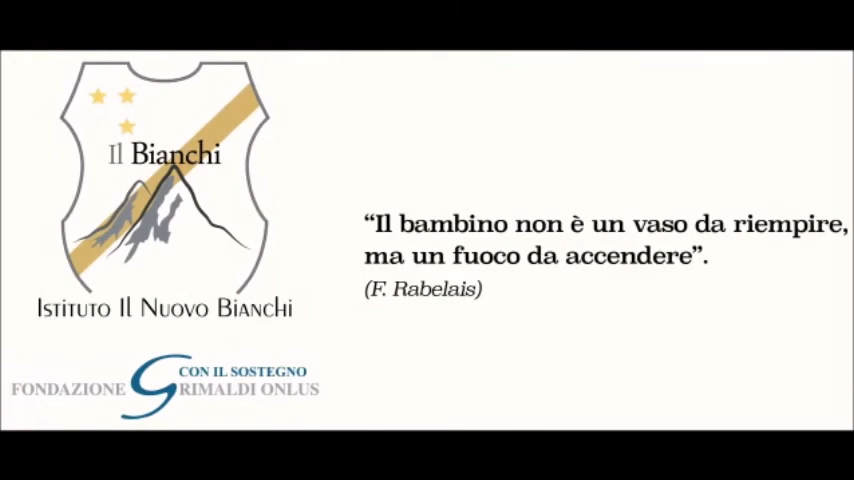 Il Bianchi
Istituto Il Nuovo Bianchi
CON IL SOSTEGNO
FONDAZIONE GRIMALDI ONLUS
“Il bambino non è un vaso da riempire,
ma un fuoco da accendere”.
(F. Rabelais)